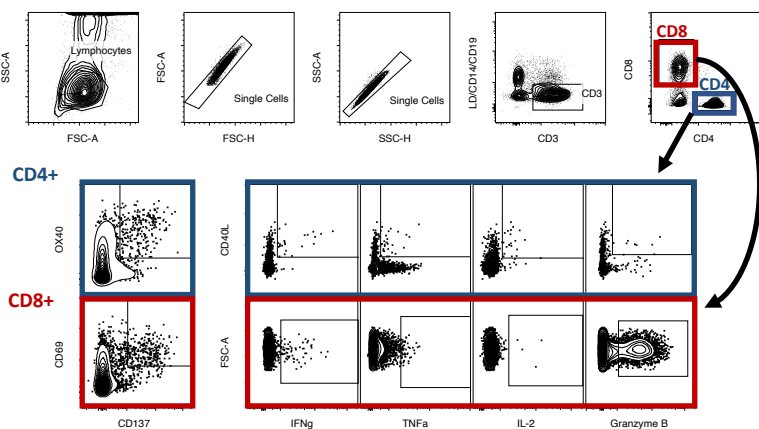 SSC-A
Lymphocytes
FSC-A
FSC-A
Single Cells
FSC-H
SSC-A
Single Cells
SSC-H
LD/CD14/CD19
CD3
CD3
CD8
CD8
CD4
CD4
CD4+
OX40
CD40L
CD8+
CD69
CD137
FSC-A
IFNg
TNFa
IL-2
Granzyme B